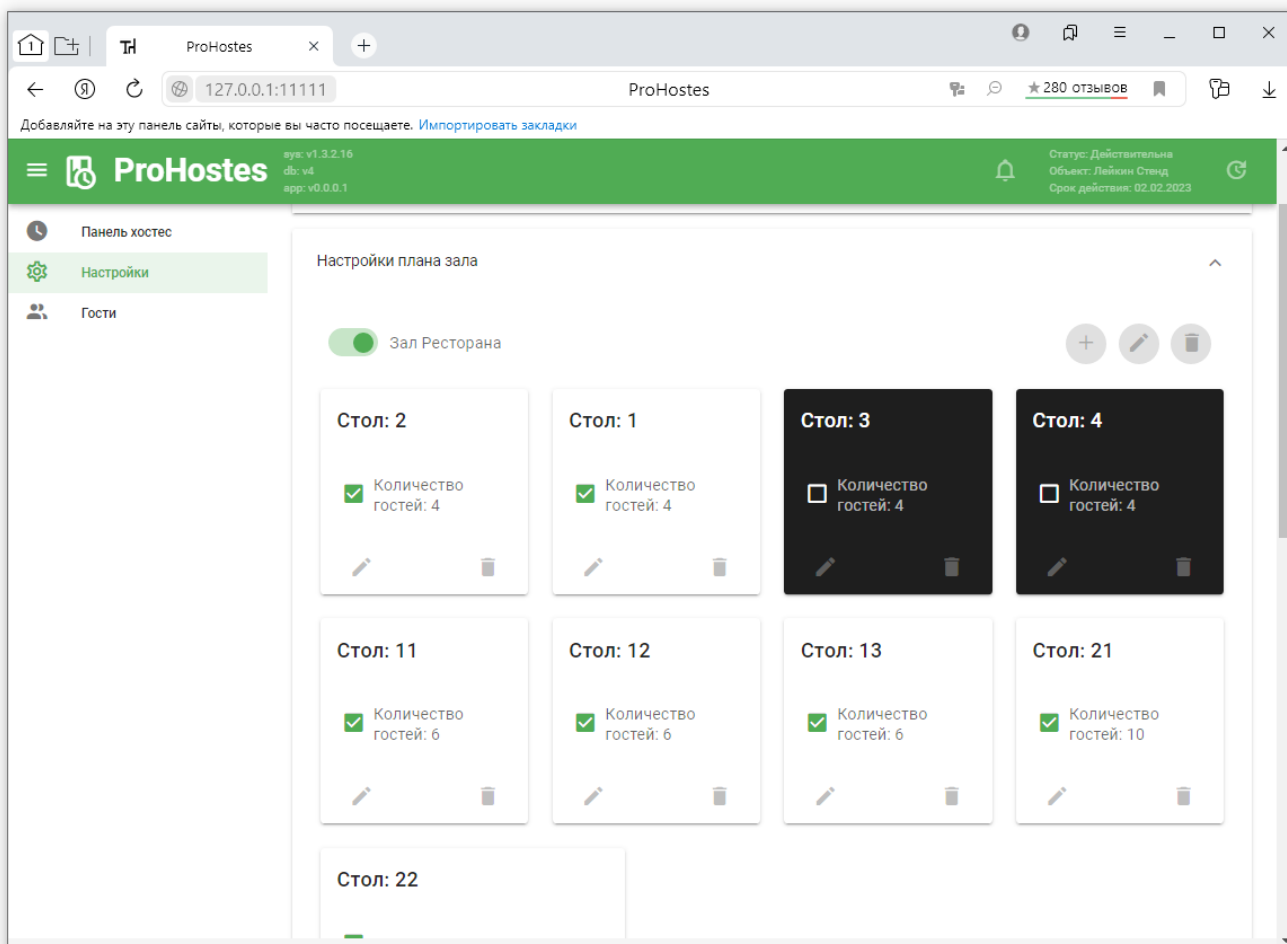 1
ProHostes
127.0.0.1:11111
ProHostes
★ 280 отзывов
Добавляйте на эту панель сайты, которые вы часто посещаете. Импортировать закладки
ProHostes
sys: v1.3.2.16
db: v4
app: v0.0.0.1
Статус: Действительна
Объект: Лейкин Стенд
Срок действия: 02.02.2023
Панель хостес
Настройки
Гости
Настройки плана зала
Зал Ресторана
Стол: 2
Количество
гостей: 4
Стол: 1
Количество
гостей: 4
Стол: 3
Количество
гостей: 4
Стол: 4
Количество
гостей: 4
Стол: 11
Количество
гостей: 6
Стол: 12
Количество
гостей: 6
Стол: 13
Количество
гостей: 6
Стол: 21
Количество
гостей: 10
Стол: 22